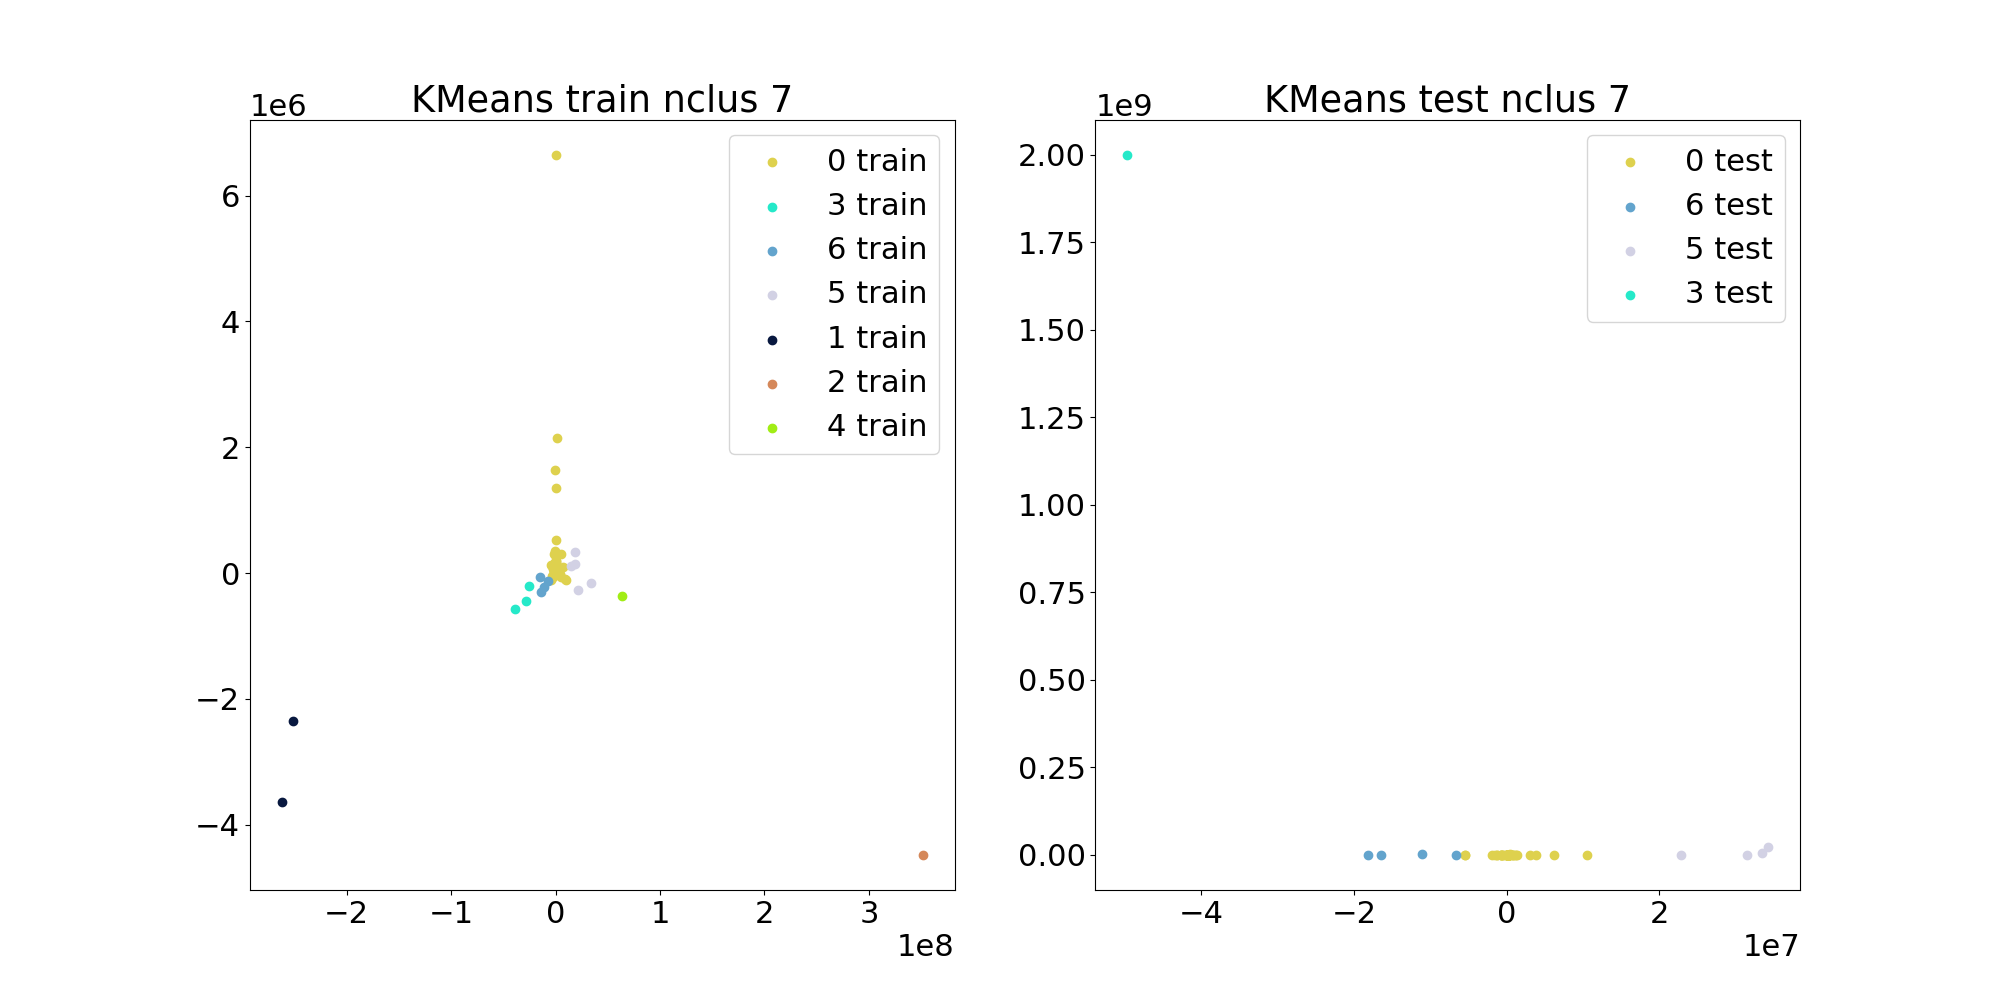 KMeans train nclus 7
1e6
6
4
2
0
−2
−4
−2
−1
0
1
2
3
1e8
0 train
3 train
6 train
5 train
1 train
2 train
4 train
KMeans test nclus 7
1e9
2.00
1.75
1.50
1.25
1.00
0.75
0.50
0.25
0.00
−4
−2
0
2
1e7
0 test
6 test
5 test
3 test